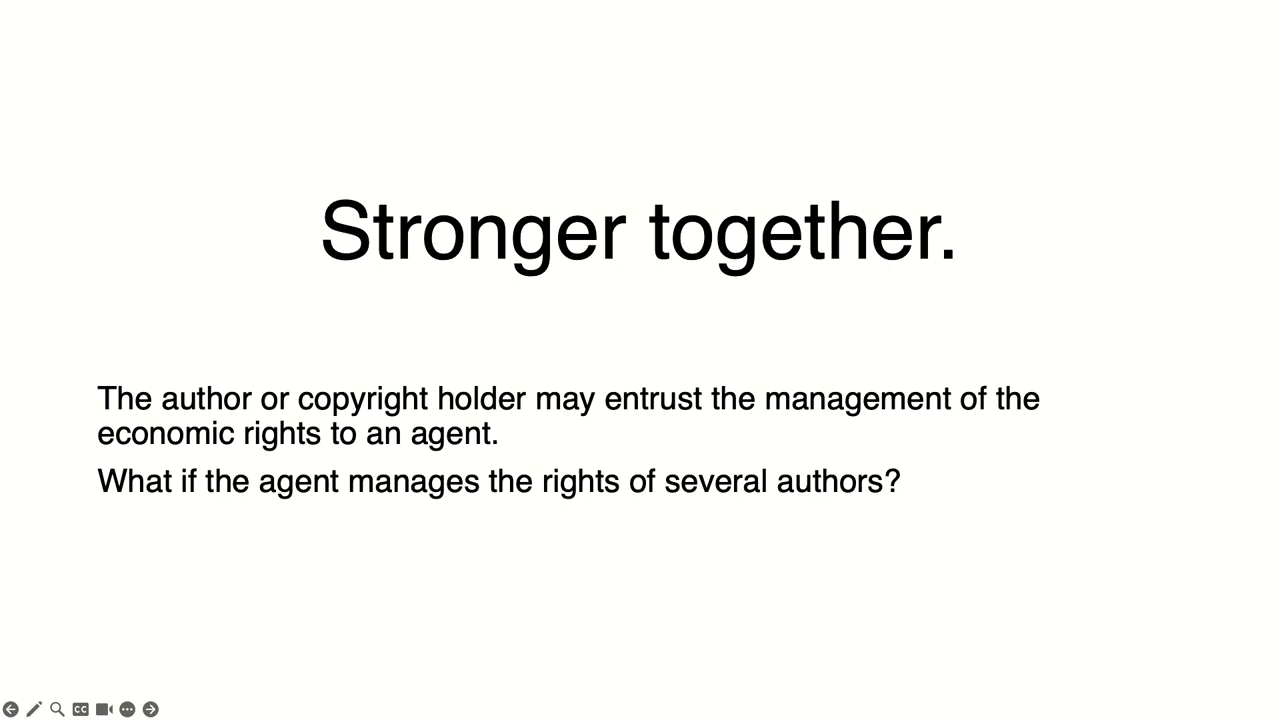 Stronger together.
The author or copyright holder may entrust the management of the
economic rights to an agent.
What if the agent manages the rights of several authors?
CC